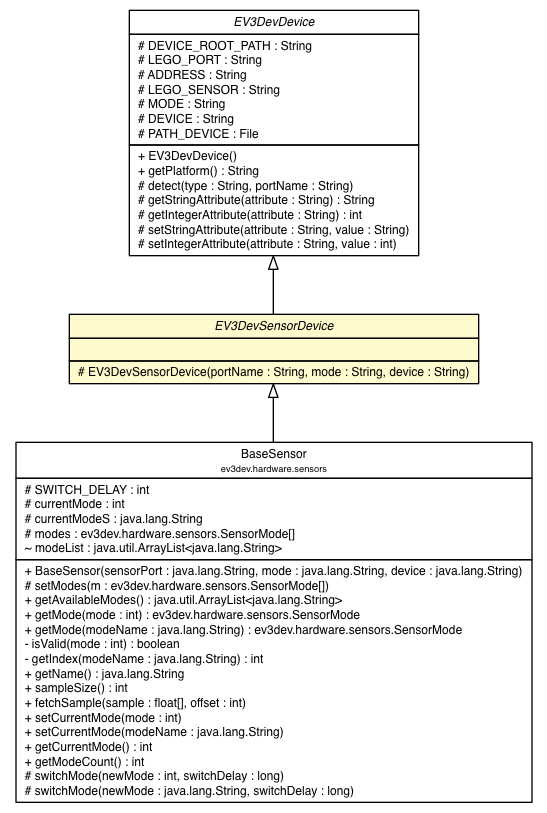 EV3DevDevice
# DEVICE_ROOT_PATH : String
# LEGO_PORT : String
# ADDRESS : String
# LEGO_SENSOR : String
# MODE : String
# DEVICE : String
# PATH_DEVICE : File
+ EV3DevDevice()
+ getPlatform() : String
# detect(type : String, portName : String)
# getStringAttribute(attribute : String) : String
# getIntegerAttribute(attribute : String) : int
# setStringAttribute(attribute : String, value : String)
# setIntegerAttribute(attribute : String, value : int)
EV3DevSensorDevice
# EV3DevSensorDevice(portName : String, mode : String, device : String)
BaseSensor
ev3dev.hardware.sensors
# SWITCH_DELAY : int
# currentMode : int
# currentModeS : java.lang.String
# modes : ev3dev.hardware.sensors.SensorMode[]
~ modeList : java.util.ArrayList<java.lang.String>
+ BaseSensor(sensorPort : java.lang.String, mode : java.lang.String, device : java.lang.String)
# setModes(m : ev3dev.hardware.sensors.SensorMode[])
+ getAvailableModes() : java.util.ArrayList<java.lang.String>
+ getMode(mode : int) : ev3dev.hardware.sensors.SensorMode
+ getMode(modeName : java.lang.String) : ev3dev.hardware.sensors.SensorMode
- isValid(mode : int) : boolean
- getIndex(modeName : java.lang.String) : int
+ getName() : java.lang.String
+ sampleSize() : int
+ fetchSample(sample : float[], offset : int)
+ setCurrentMode(mode : int)
+ setCurrentMode(modeName : java.lang.String)
+ getCurrentMode() : int
+ getModeCount() : int
# switchMode(newMode : int, switchDelay : long)
# switchMode(newMode : java.lang.String, switchDelay : long)